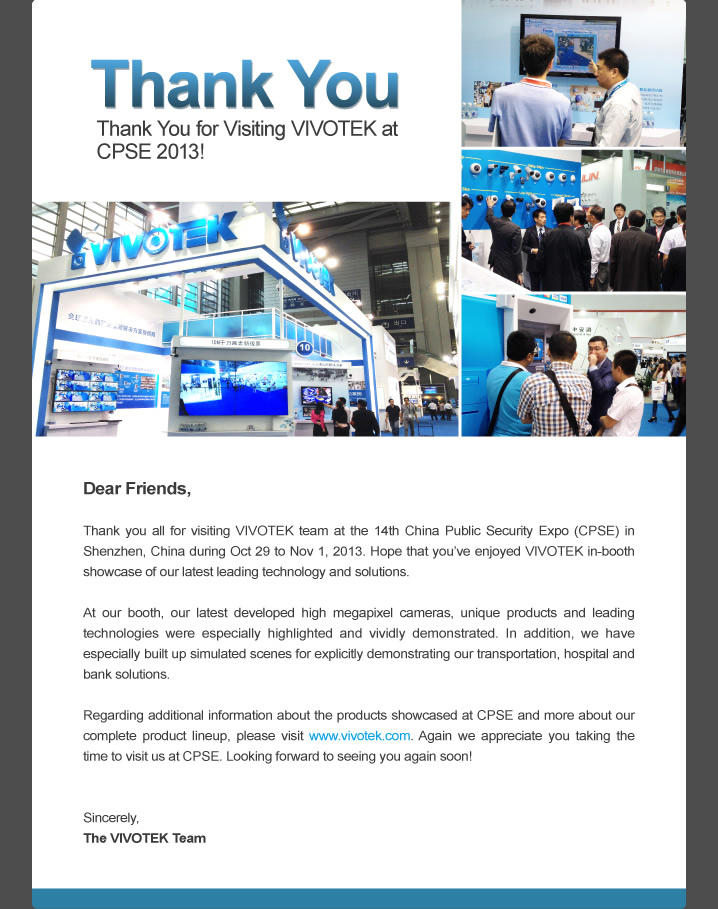 Thank You
Thank You for Visiting VIVOTEK at
CPSE 2013!
VIVOTEK
10
出口
Dear Friends,
Thank you all for visiting VIVOTEK team at the 14th China Public Security Expo (CPSE) in
Shenzhen, China during Oct 29 to Nov 1, 2013. Hope that you’ve enjoyed VIVOTEK in-booth
showcase of our latest leading technology and solutions.
At our booth, our latest developed high megapixel cameras, unique products and leading
technologies were especially highlighted and vividly demonstrated. In addition, we have
especially built up simulated scenes for explicitly demonstrating our transportation, hospital and
bank solutions.
Regarding additional information about the products showcased at CPSE and more about our
complete product lineup, please visit www.vivotek.com. Again we appreciate you taking the
time to visit us at CPSE. Looking forward to seeing you again soon!
Sincerely,
The VIVOTEK Team